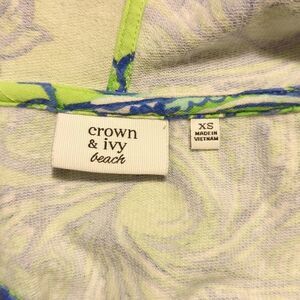 crown
& ivy
beach
XS
MADE IN
VIETNAM